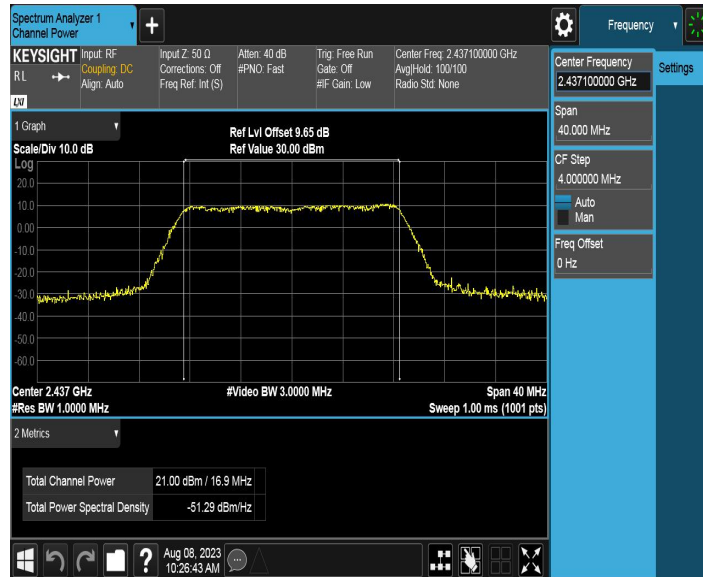 Spectrum Analyzer 1
Channel Power
Frequency
KEYSIGHT
RL
LXI
Input: RF
Coupling: DC
Align: Auto
Input Z: 50 Ω
Corrections: Off
Freq Ref: Int (S)
Atten: 40 dB
#PNO: Fast
Trig: Free Run
Gate: Off
#IF Gain: Low
Center Freq: 2.437100000 GHz
Avg|Hold: 100/100
Radio Std: None
Center Frequency
2.437100000 GHz
Settings
Span
40.000 MHz
CF Step
4.000000 MHz
Auto
Man
Freq Offset
0 Hz
1 Graph
Scale/Div 10.0 dB
Ref Lvl Offset 9.65 dB
Ref Value 30.00 dBm
Log
20.0
10.0
0.00
-10.0
-20.0
-30.0
-40.0
-50.0
-60.0
Center 2.437 GHz
#Res BW 1.0000 MHz
#Video BW 3.0000 MHz
Span 40 MHz
Sweep 1.00 ms (1001 pts)
2 Metrics
Total Channel Power 21.00 dBm / 16.9 MHz
Total Power Spectral Density -51.29 dBm/Hz
?
Aug 08, 2023
10:26:43 AM